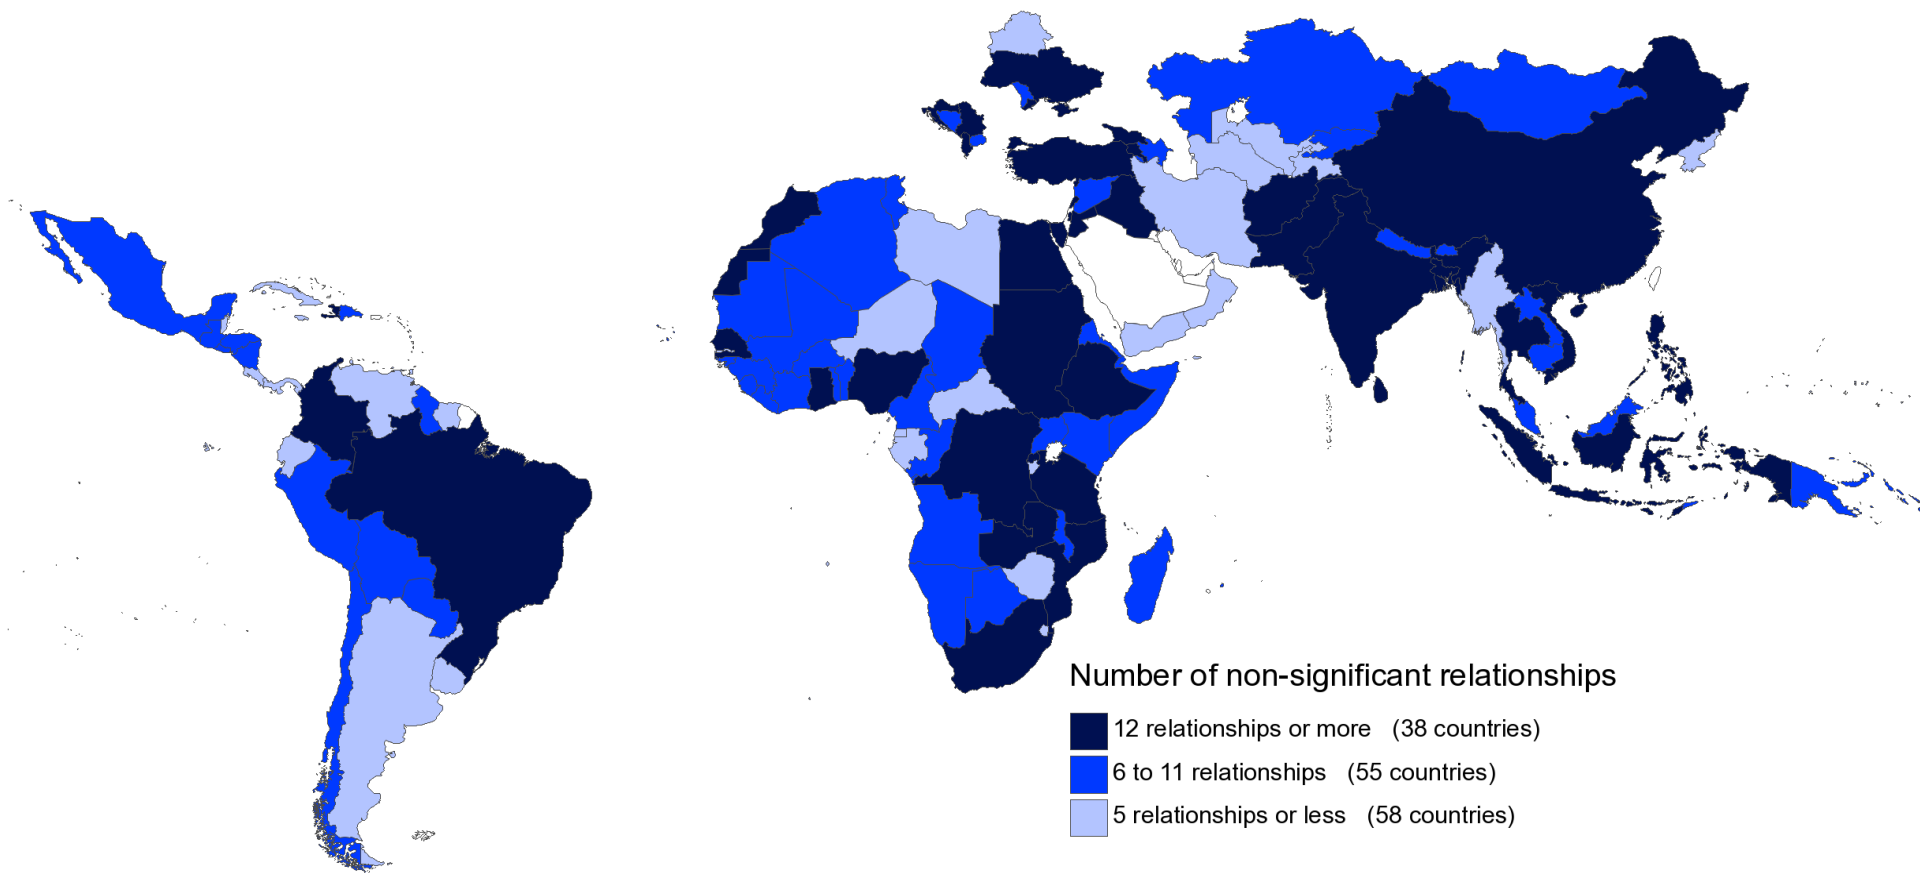 Number of non-significant relationships
12 relationships or more (38 countries)
6 to 11 relationships (55 countries)
5 relationships or less (58 countries)